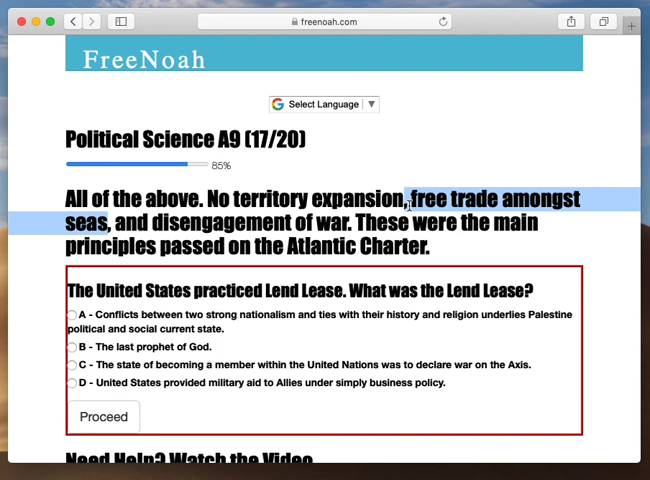 freenoah.com
FreeNoah
Select Language ▼
Political Science A9 (17/20)
85%
All of the above. No territory expansion, free trade amongst
seas, and disengagement of war. These were the main
principles passed on the Atlantic Charter.
The United States practiced Lend Lease. What was the Lend Lease?
A - Conflicts between two strong nationalism and ties with their history and religion underlies Palestine
political and social current state.
B - The last prophet of God.
C - The state of becoming a member within the United Nations was to declare war on the Axis.
D - United States provided military aid to Allies under simply business policy.
Proceed
Need Help? Watch the Video